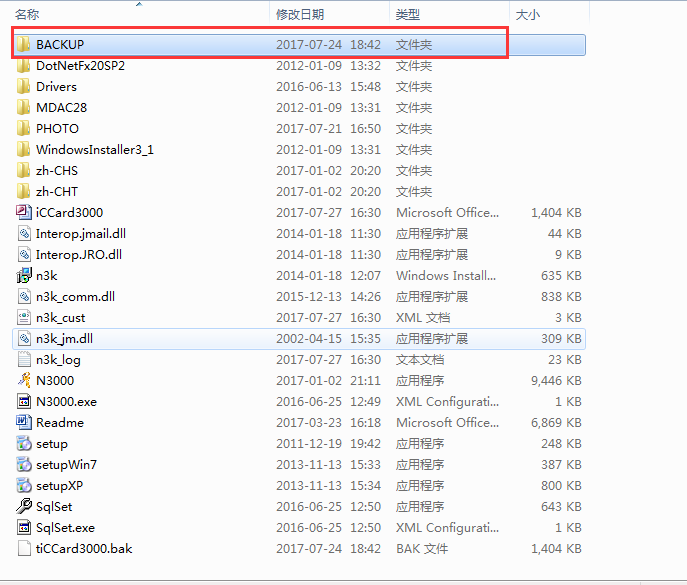 名称 修改日期 类型 大小
BACKUP 2017-07-24 18:42 文件夹
DotNetFx20SP2 2012-01-09 13:32 文件夹
Drivers 2016-06-13 15:48 文件夹
MDAC28 2012-01-09 13:31 文件夹
PHOTO 2017-07-21 16:50 文件夹
WindowsInstaller3_1 2012-01-09 13:31 文件夹
zh-CHS 2017-01-02 20:20 文件夹
zh-CHT 2017-01-02 20:20 文件夹
iCCard3000 2017-07-27 16:30 Microsoft Office... 1,404 KB
Interop.jmail.dll 2014-01-18 11:30 应用程序扩展 44 KB
Interop.JRO.dll 2014-01-18 11:30 应用程序扩展 9 KB
n3k 2014-01-18 12:07 Windows Install... 635 KB
n3k_comm.dll 2015-12-13 14:26 应用程序扩展 838 KB
n3k_cust 2017-07-27 16:30 XML 文档 3 KB
n3k_jm.dll 2002-04-15 15:35 应用程序扩展 309 KB
n3k_log 2017-07-27 16:30 文本文档 23 KB
N3000 2017-01-02 21:11 应用程序 9,446 KB
N3000.exe 2016-06-25 12:49 XML Configurati... 1 KB
Readme 2017-03-23 16:18 Microsoft Office... 6,869 KB
setup 2011-12-19 19:42 应用程序 248 KB
setupWin7 2013-11-13 15:33 应用程序 387 KB
setupXP 2013-11-13 15:34 应用程序 800 KB
SqlSet 2016-06-25 12:50 应用程序 643 KB
SqlSet.exe 2016-06-25 12:50 XML Configurati... 1 KB
tiCCard3000.bak 2017-07-24 18:42 BAK 文件 1,404 KB